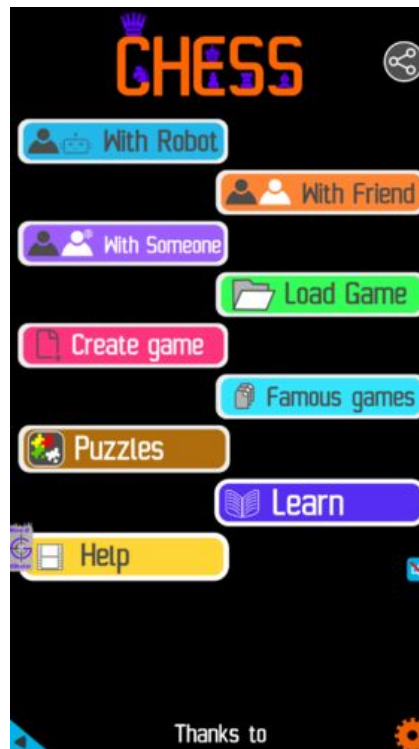 CHESS
With Robot
With Friend
With Someone
Load Game
Create game
Famous games
Puzzles
Learn
Help
Thanks to